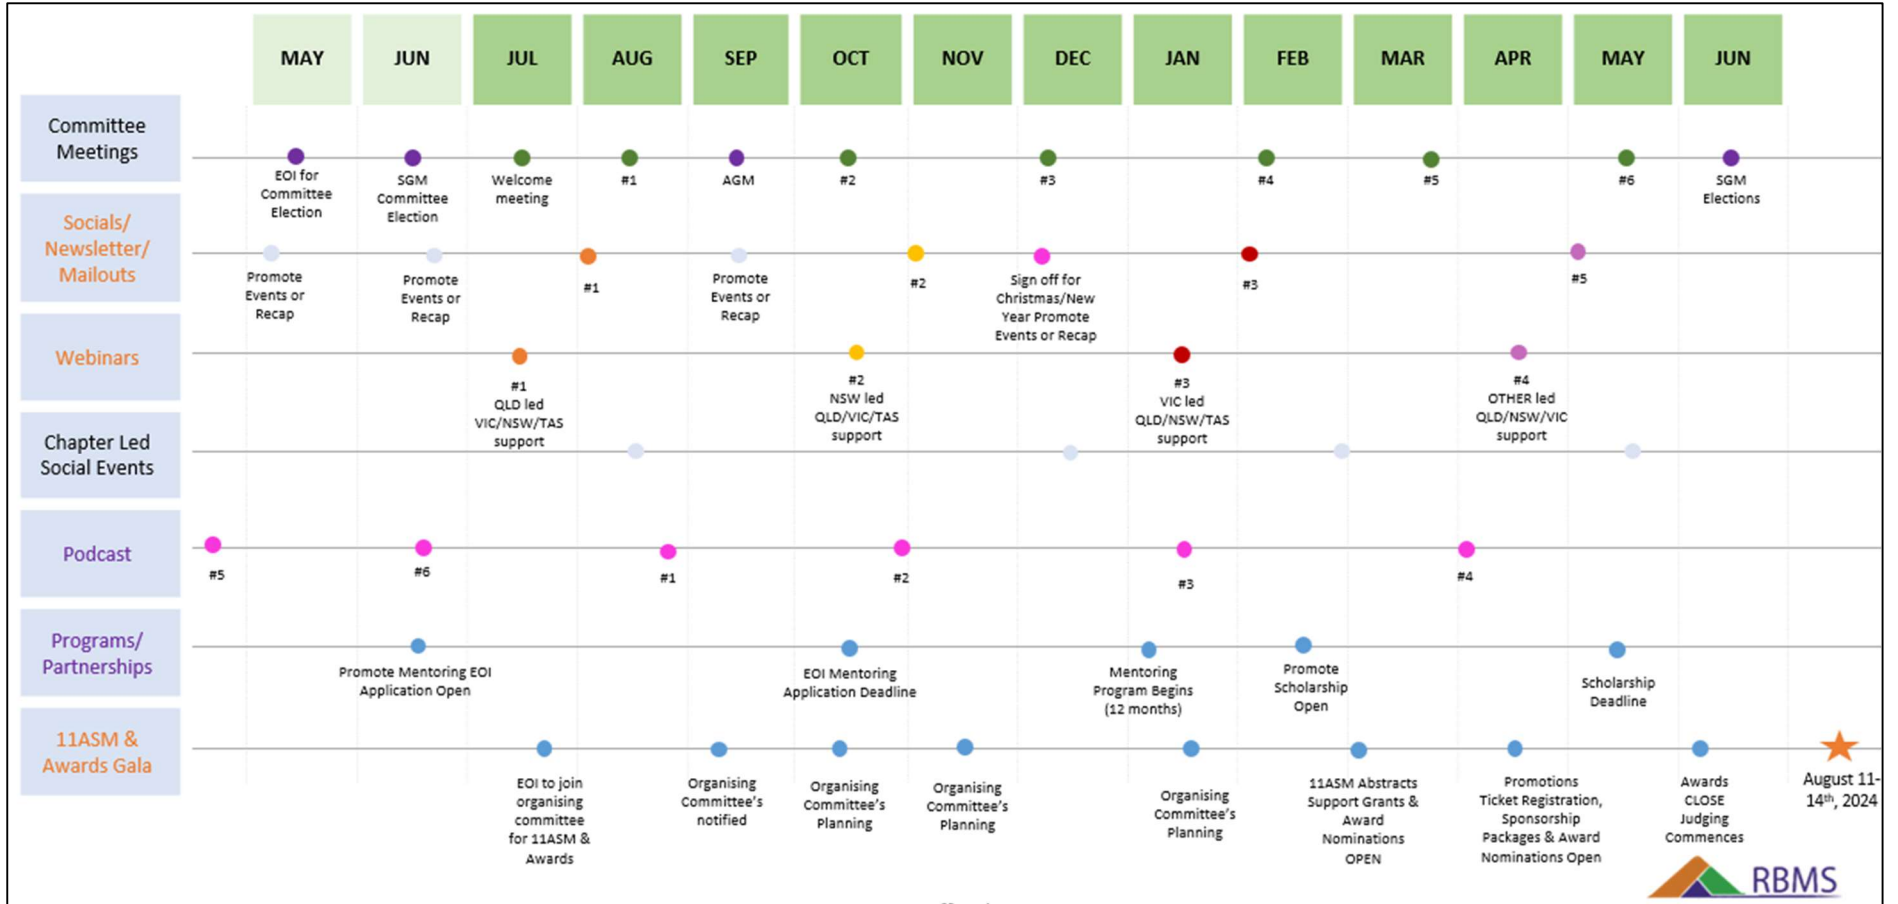 MAY
JUN
JUL
AUG
SEP
OCT
NOV
DEC
JAN
FEB
MAR
APR
MAY
JUN
Committee
Meetings
EOI for
Committee
Election
SGM
Committee
Election
Welcome
meeting
#1
AGM
#2
#3
#4
#5
#6
SGM
Elections
Socials/
Newsletter/
Mailouts
Promote
Events or
Recap
Promote
Events or
Recap
#1
Promote
Events or
Recap
#2
Sign off for
Christmas/New
Year Promote
Events or Recap
#3
#5
Webinars
#1
QLD led
VIC/NSW/TAS
support
#2
NSW led
QLD/VIC/TAS
support
#3
VIC led
QLD/NSW/TAS
support
#4
OTHER led
QLD/NSW/VIC
support
Chapter Led
Social Events
Podcast
#5
#6
#1
#2
#3
#4
Programs/
Partnerships
Promote Mentoring EOI
Application Open
EOI Mentoring
Application Deadline
Mentoring
Program Begins
(12 months)
Promote
Scholarship
Open
Scholarship
Deadline
11ASM &
Awards Gala
EOI to join
organising
committee
for 11ASM &
Awards
Organising
Committee's
notified
Organising
Committee's
Planning
Organising
Committee's
Planning
Organising
Committee's
Planning
11ASM Abstracts
Support Grants &
Award
Nominations
OPEN
Promotions
Ticket Registration,
Sponsorship
Packages & Award
Nominations Open
Awards
CLOSE
Judging
Commences
August 11-
14th, 2024
RBMS